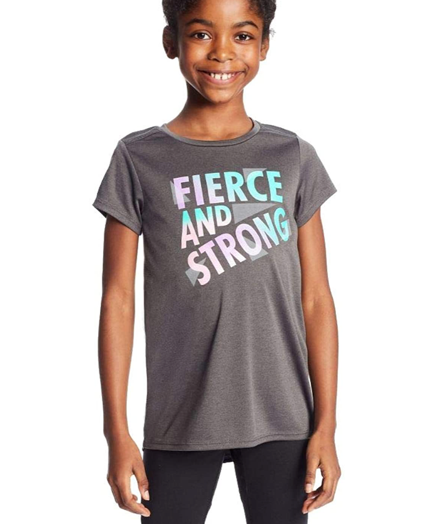 FIERCE
AND
STRONG